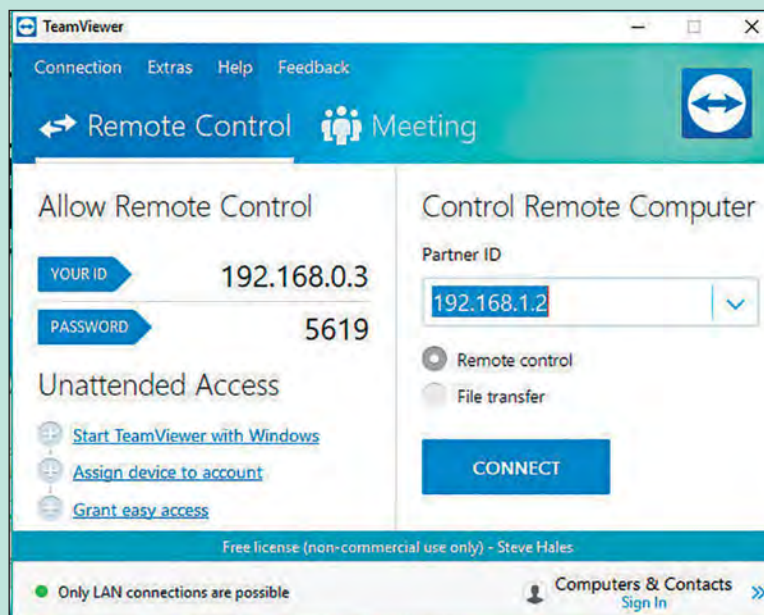 TeamViewer
Connection Extras Help Feedback
Remote Control Meeting
Allow Remote Control
YOUR ID 192.168.0.3
PASSWORD 5619
Unattended Access
Start TeamViewer with Windows
Assign device to account
Grant easy access
Control Remote Computer
Partner ID
192.168.1.2
Remote control
File transfer
CONNECT
Free license (non-commercial use only) - Steve Hales
Only LAN connections are possible
Computers & Contacts
Sign In